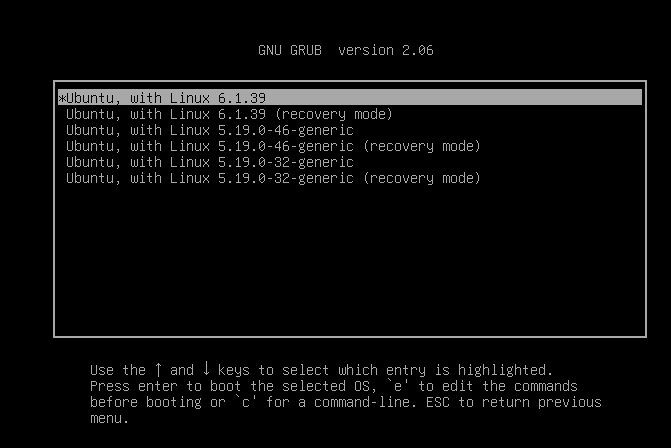 GNU GRUB  version 2.06
*Ubuntu, with Linux 6.1.39
Ubuntu, with Linux 6.1.39 (recovery mode)
Ubuntu, with Linux 5.19.0-46-generic
Ubuntu, with Linux 5.19.0-46-generic (recovery mode)
Ubuntu, with Linux 5.19.0-32-generic
Ubuntu, with Linux 5.19.0-32-generic (recovery mode)
Use the ↑ and ↓ keys to select which entry is highlighted.
Press enter to boot the selected OS, `e' to edit the commands
before booting or `c' for a command-line. ESC to return previous
menu.